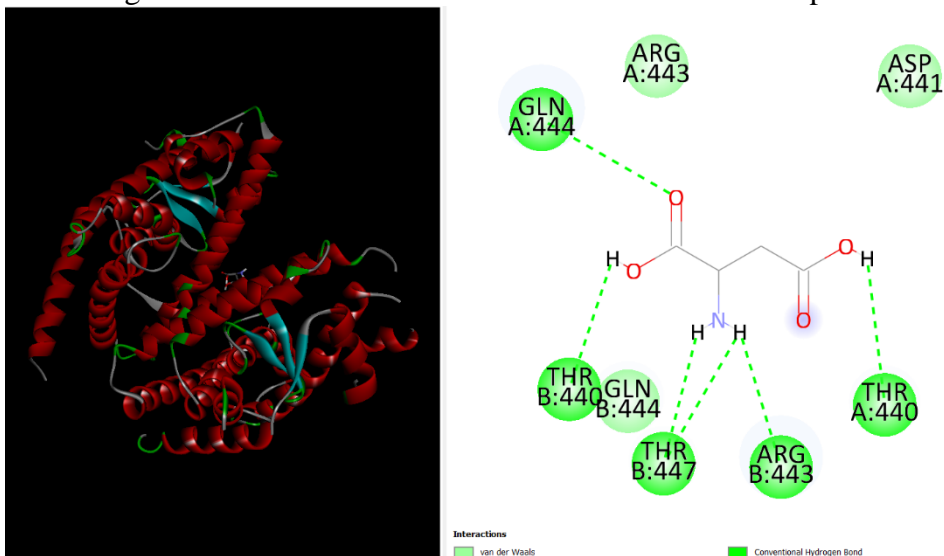 ARG
A:443
ASP
A:441
GLN
A:444
O
H
O
O
H
O
N
H
H
THR
B:440
GLN
B:444
THR
A:440
THR
B:447
ARG
B:443
Interactions
van der Waals
Conventional Hydrogen Bond